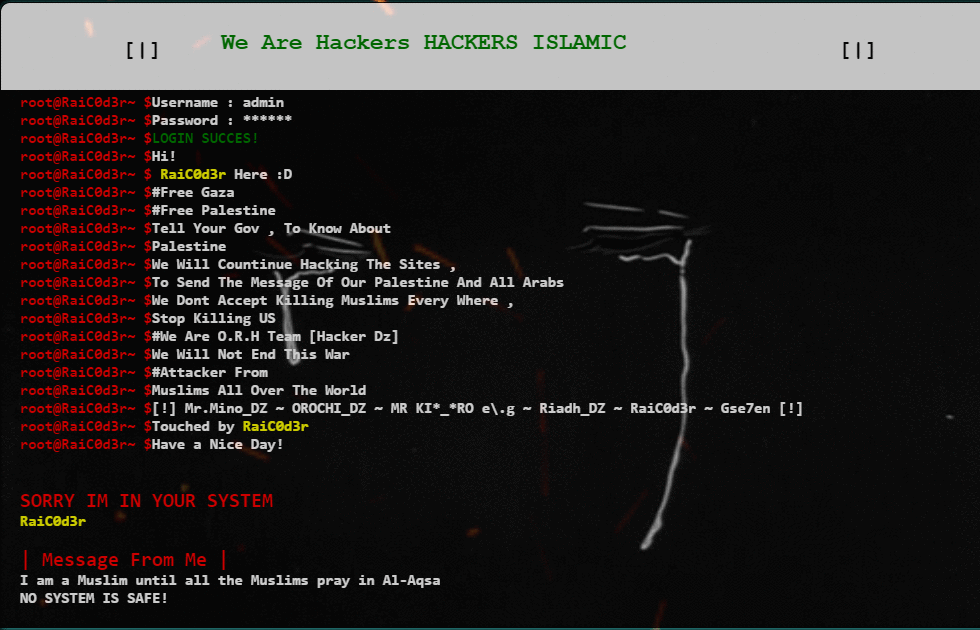 [|]
We Are Hackers HACKERS ISLAMIC
[|]
root@RaiC0d3r~ $Username : admin
root@RaiC0d3r~ $Password : ******
root@RaiC0d3r~ $LOGIN SUCCES!
root@RaiC0d3r~ $Hi!
root@RaiC0d3r~ $ RaiC0d3r Here :D
root@RaiC0d3r~ $#Free Gaza
root@RaiC0d3r~ $#Free Palestine
root@RaiC0d3r~ $Tell Your Gov , To Know About
root@RaiC0d3r~ $Palestine
root@RaiC0d3r~ $We Will Countinue Hacking The Sites ,
root@RaiC0d3r~ $To Send The Message Of Our Palestine And All Arabs
root@RaiC0d3r~ $We Dont Accept Killing Muslims Every Where ,
root@RaiC0d3r~ $Stop Killing US
root@RaiC0d3r~ $#We Are O.R.H Team [Hacker Dz]
root@RaiC0d3r~ $We Will Not End This War
root@RaiC0d3r~ $#Attacker From
root@RaiC0d3r~ $Muslims All Over The World
root@RaiC0d3r~ $[!] Mr.Mino_DZ ~ OROCHI_DZ ~ MR KI*_*RO e\.g ~ Riadh_DZ ~ RaiC0d3r ~ Gse7en [!]
root@RaiC0d3r~ $Touched by RaiC0d3r
root@RaiC0d3r~ $Have a Nice Day!
SORRY IM IN YOUR SYSTEM
RaiC0d3r
| Message From Me |
I am a Muslim until all the Muslims pray in Al-Aqsa
NO SYSTEM IS SAFE!